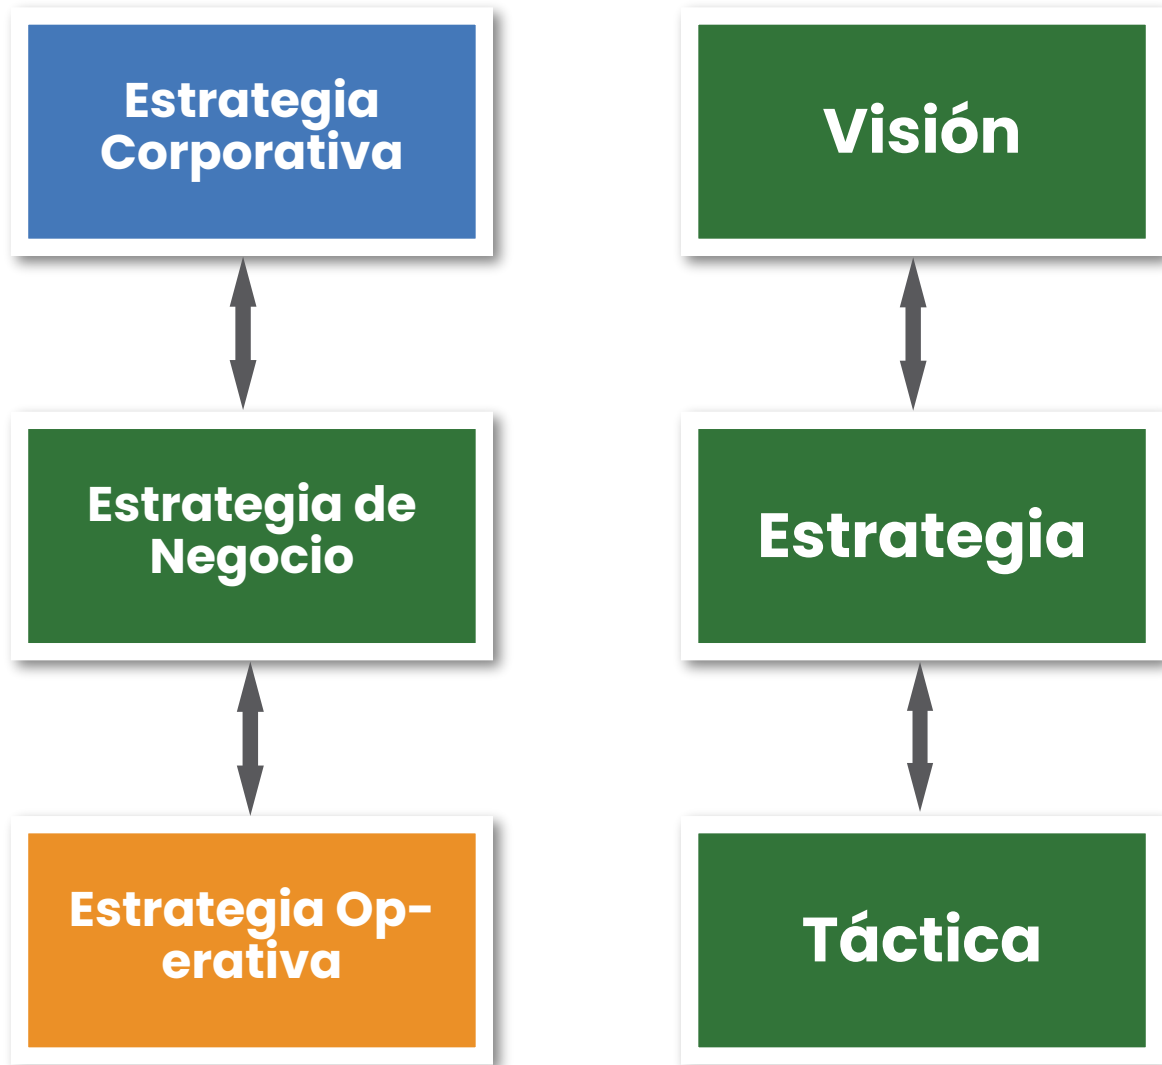 Estrategia
Corporativa
Visión
Estrategia de
Negocio
Estrategia
Estrategia Op-
erativa
Táctica